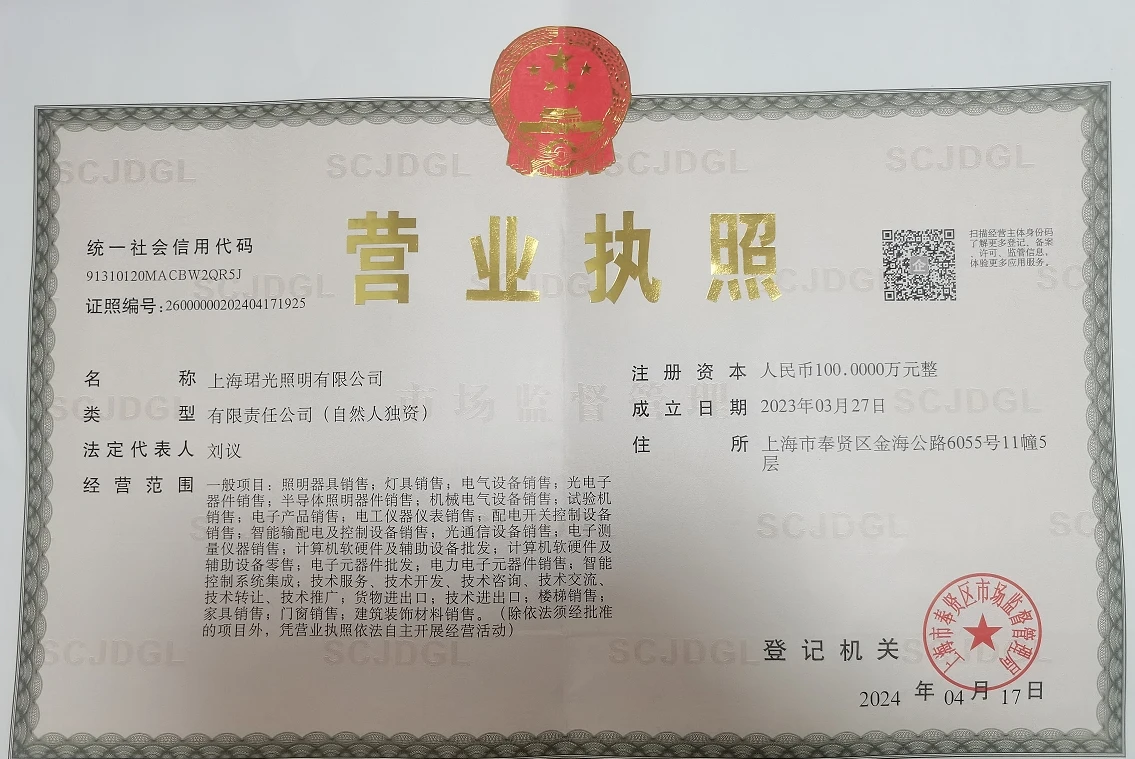 营业执照
统一社会信用代码
91310120MACBW2QR5J
证照编号:26000000202404171925
扫描经营主体身份码
了解更多登记、备案
、许可、监管信息,
体验更多应用服务。
名称 上海珺光照明有限公司
类型 有限责任公司（自然人独资）
法定代表人 刘议
经营范围 一般项目：照明器具销售；灯具销售；电气设备销售；光电子
器件销售；半导体照明器件销售；机械电气设备销售；试验机
销售；电子产品销售；电工仪器仪表销售；配电开关控制设备
销售；智能输配电及控制设备销售；光通信设备销售；电子测
量仪器销售；计算机软硬件及辅助设备批发；计算机软硬件及
辅助设备零售；电子元器件批发；电力电子元器件销售；智能
控制系统集成；技术服务、技术开发、技术咨询、技术交流、
技术转让、技术推广；货物进出口；技术进出口；楼梯销售；
家具销售；门窗销售；建筑装饰材料销售。（除依法须经批准
的项目外，凭营业执照依法自主开展经营活动）
注册资本 人民币100.0000万元整
成立日期 2023年03月27日
住所 上海市奉贤区金海公路6055号11幢5
层
市场监督管理
SCJDGL
登记机关
上海市奉贤区市场监督管理局
2024年04月17日